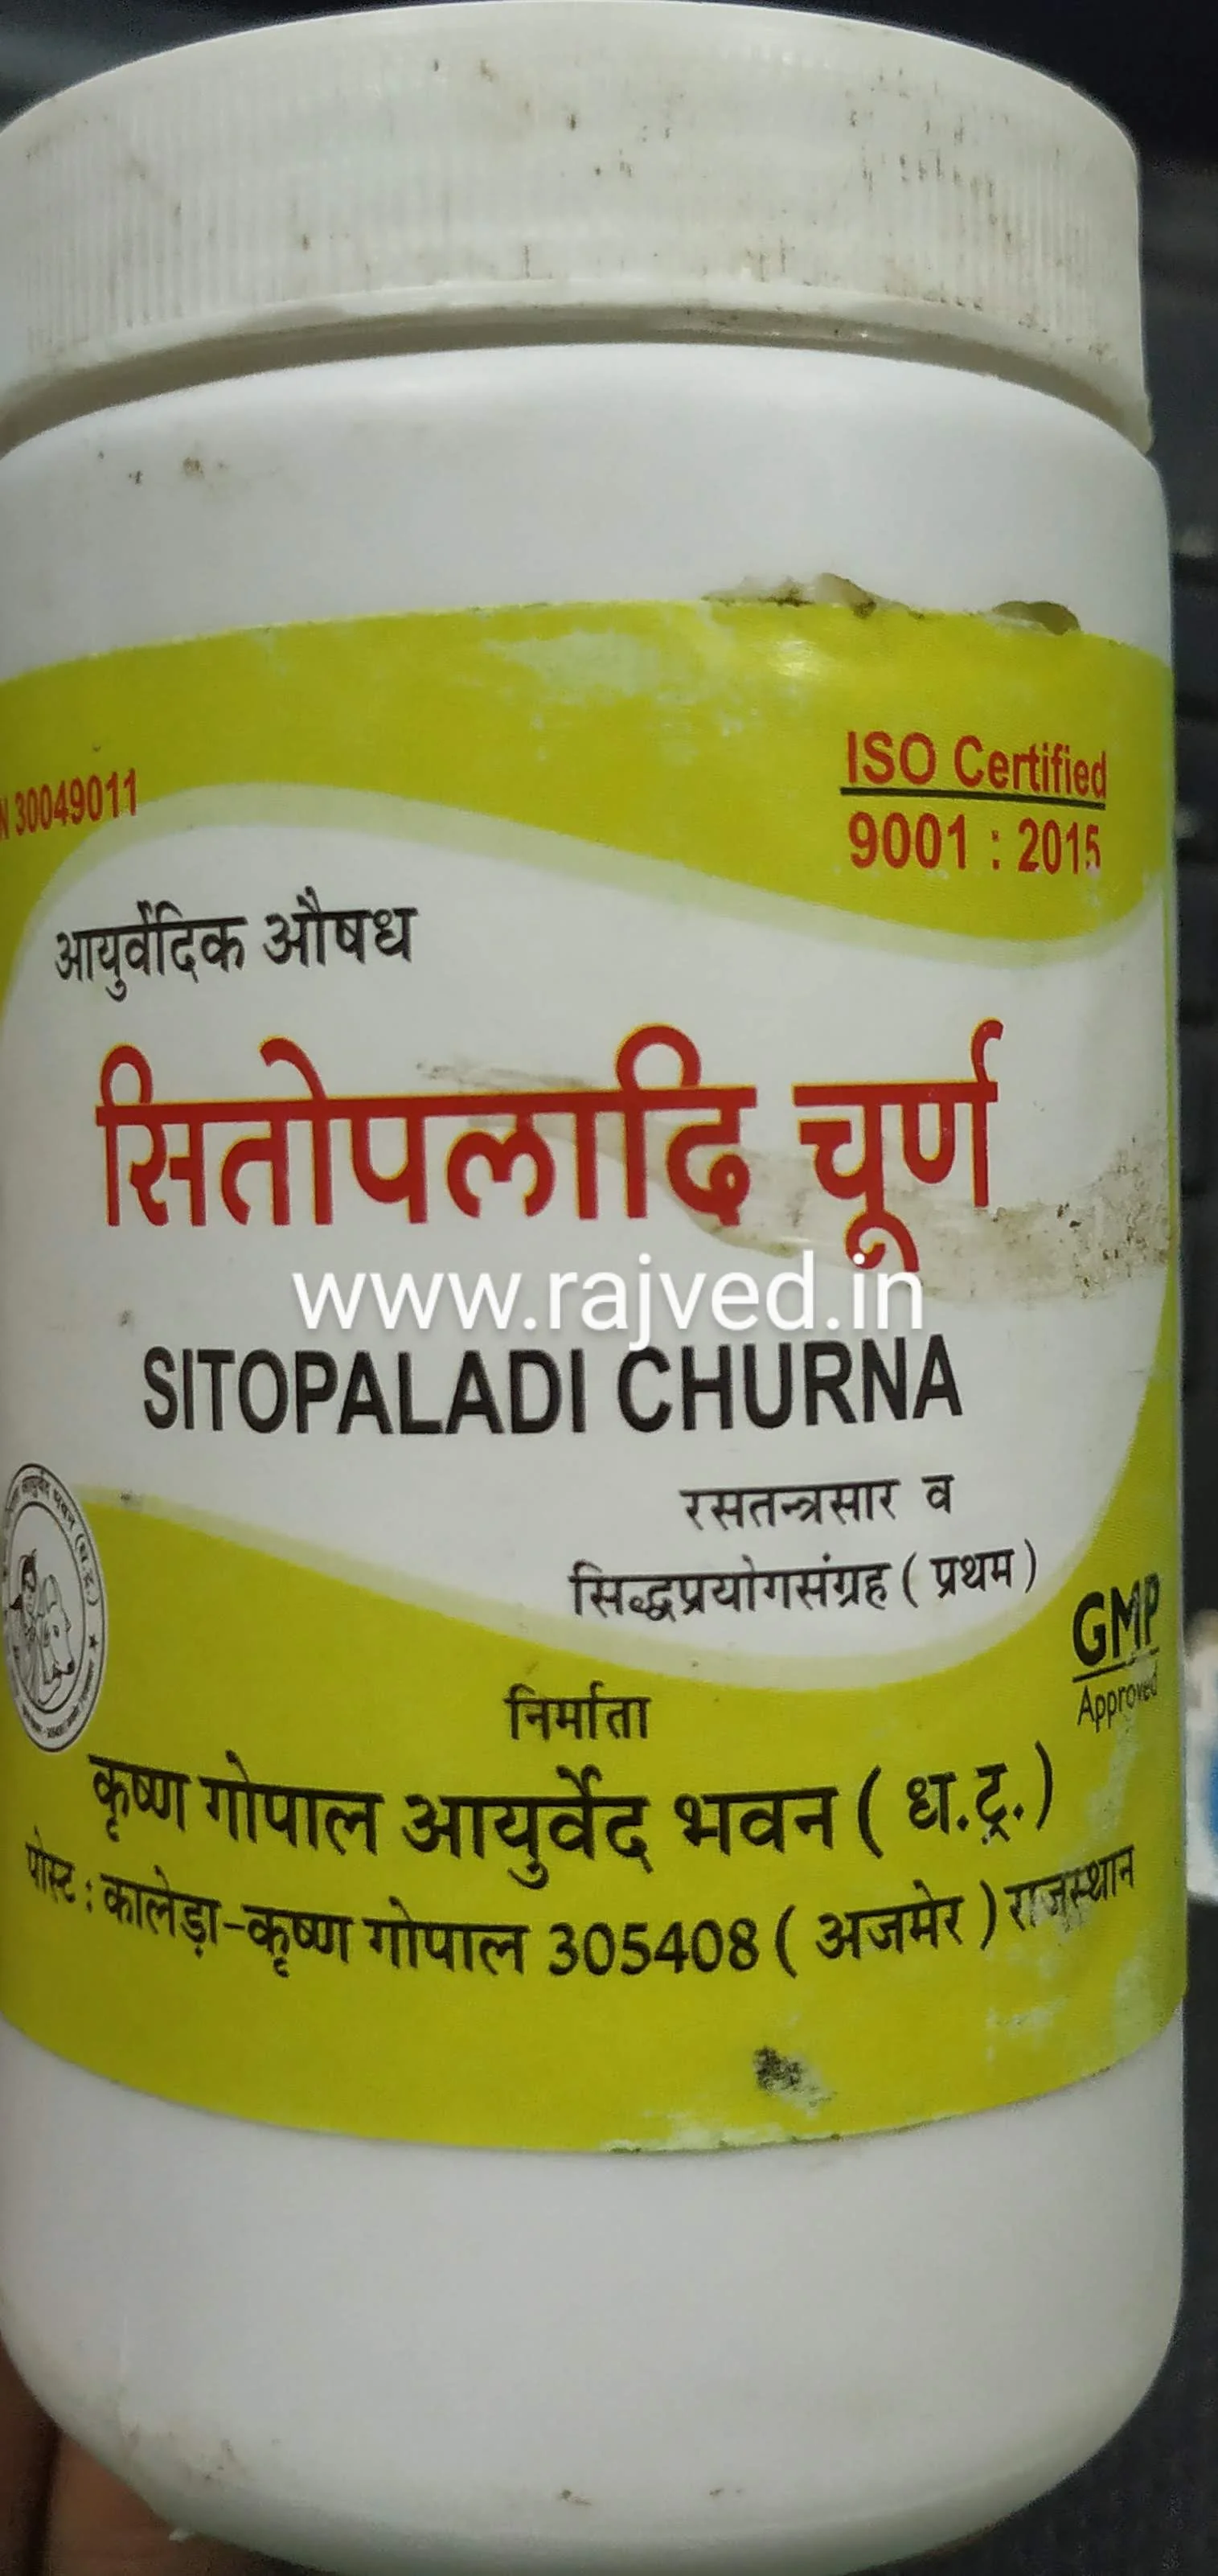 ISO Certified
30049011
9001 : 2015
आयुर्वेदिक औषध
सितोपलादि चूर्ण
www.rajved.in
SITOPALADI CHURNA
रसतन्त्रसार व
सिद्धप्रयोगसंग्रह ( प्रथम )
GMP
Approved
निर्माता
कृष्ण गोपाल आयुर्वेद भवन ( ध.ट्र. )
पोस्ट : कालेड़ा-कृष्ण गोपाल 305408 ( अजमेर ) राजस्थान